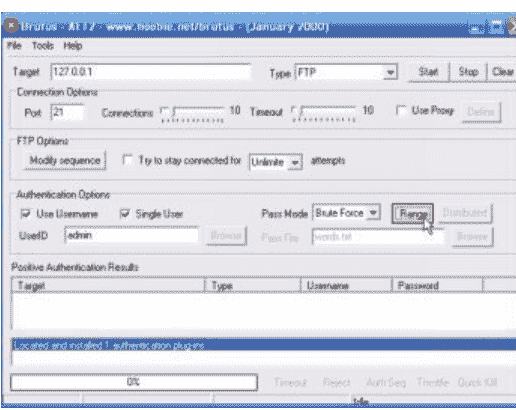 Brutus - AET2 - www.hoobie.net/brutus - (January 2000)
File Tools Help
Target 127.0.0.1 Type FTP Start Stop Clear
Connection Options
Port 21 Connections 10 Timeout 10 Use Proxy Define
FTP Options
Modify sequence Try to stay connected for Unlimite attempts
Authentication Options
Use Username Single User Pass Mode Brute Force Range Distributed
UserID admin Browse Pass File words.txt Browse
Positive Authentication Results
Target Type Username Password
Located and installed 1 authentication plug-ins
0% Timeout Reject Auth Seq Throttle Quick Kill
Idle